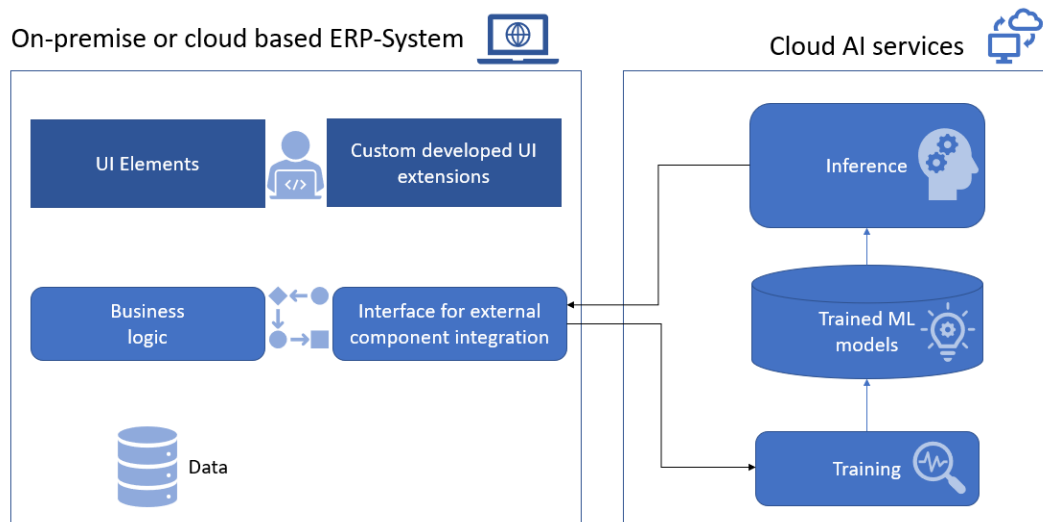 On-premise or cloud based ERP-System
Cloud AI services
UI Elements
Custom developed UI
extensions
</>
Inference
Business
logic
Interface for external
component integration
Trained ML
models
Data
Training